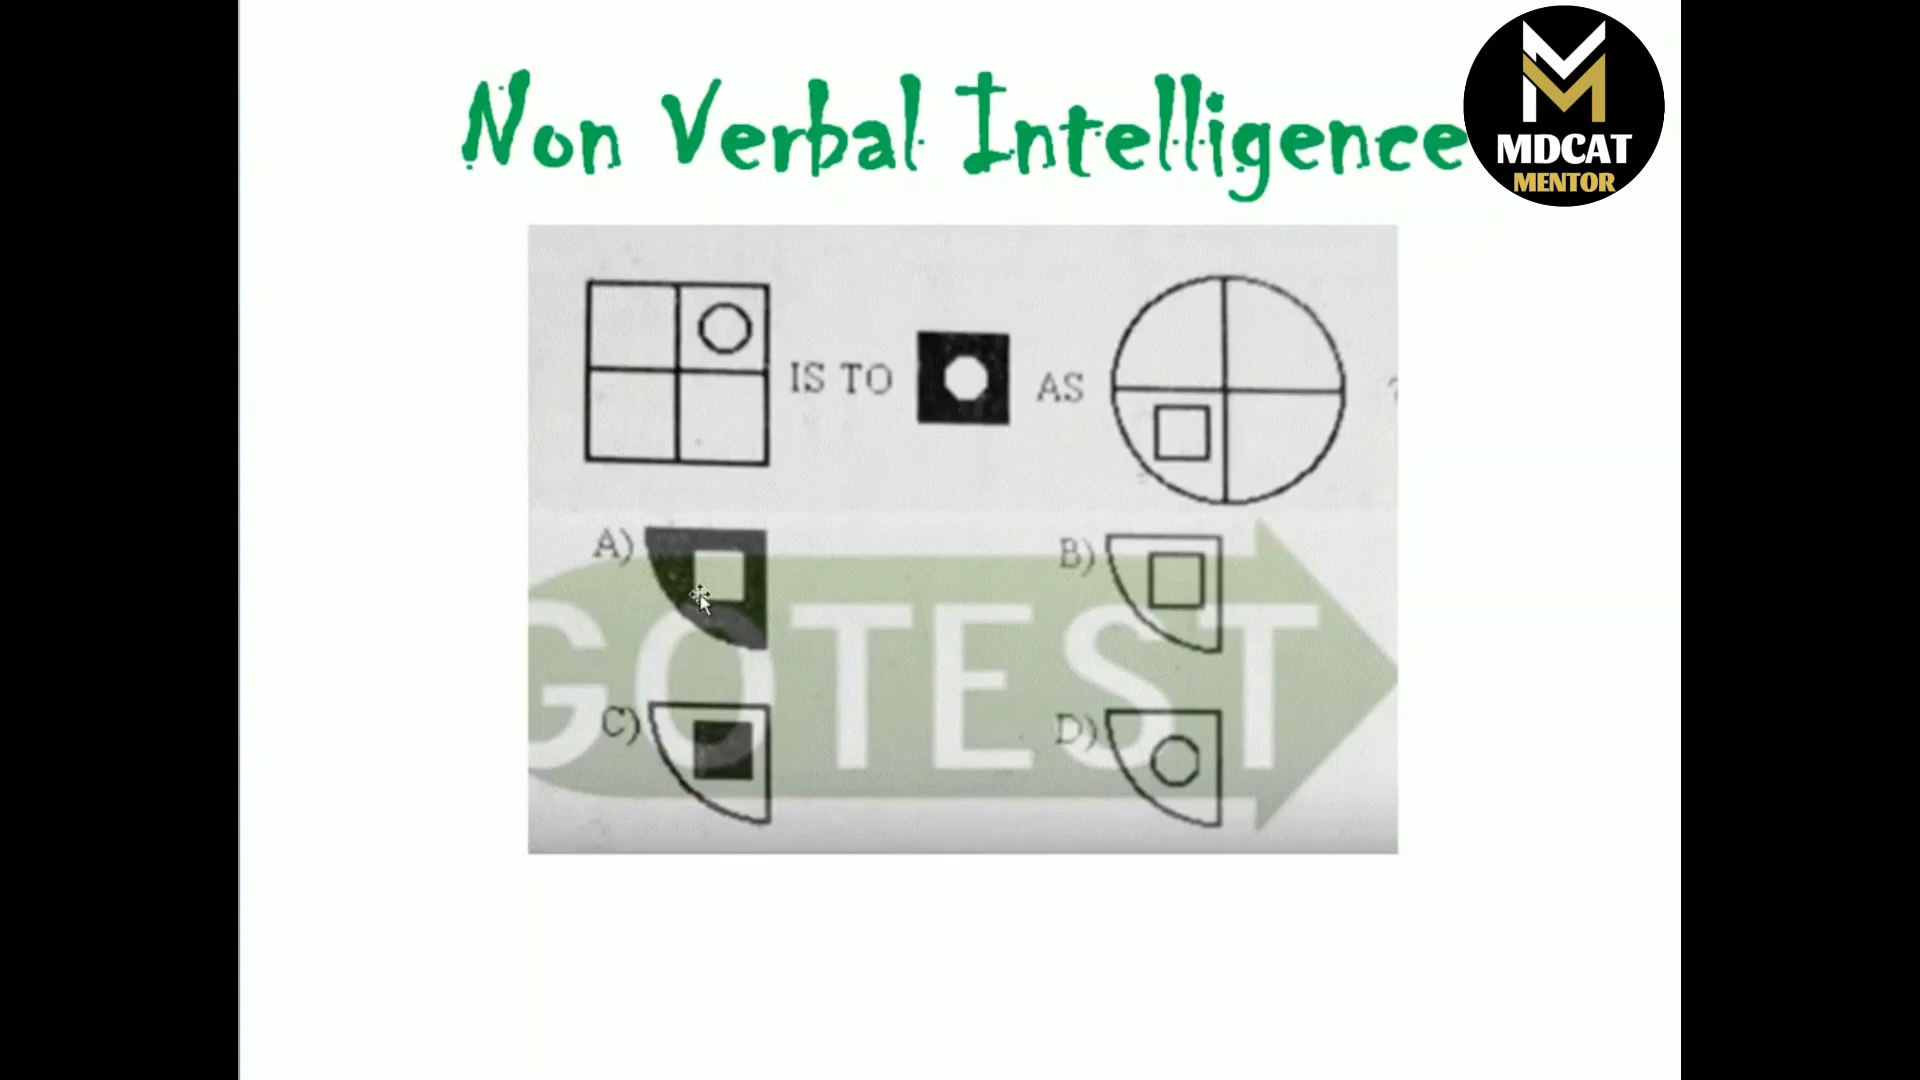 Non Verbal Intelligence
MDCAT
MENTOR
IS TO
AS
?
A)
B)
C)
D)
GOTEST